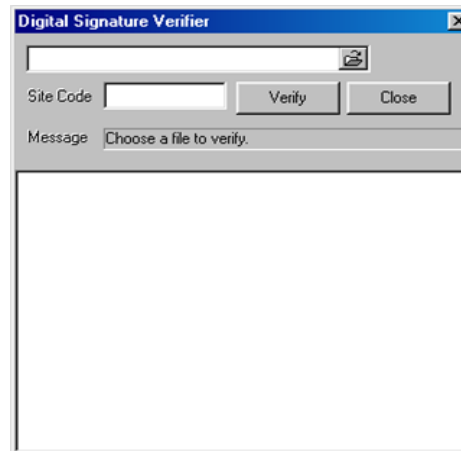 Digital Signature Verifier
Site Code
Verify
Close
Message
Choose a file to verify.